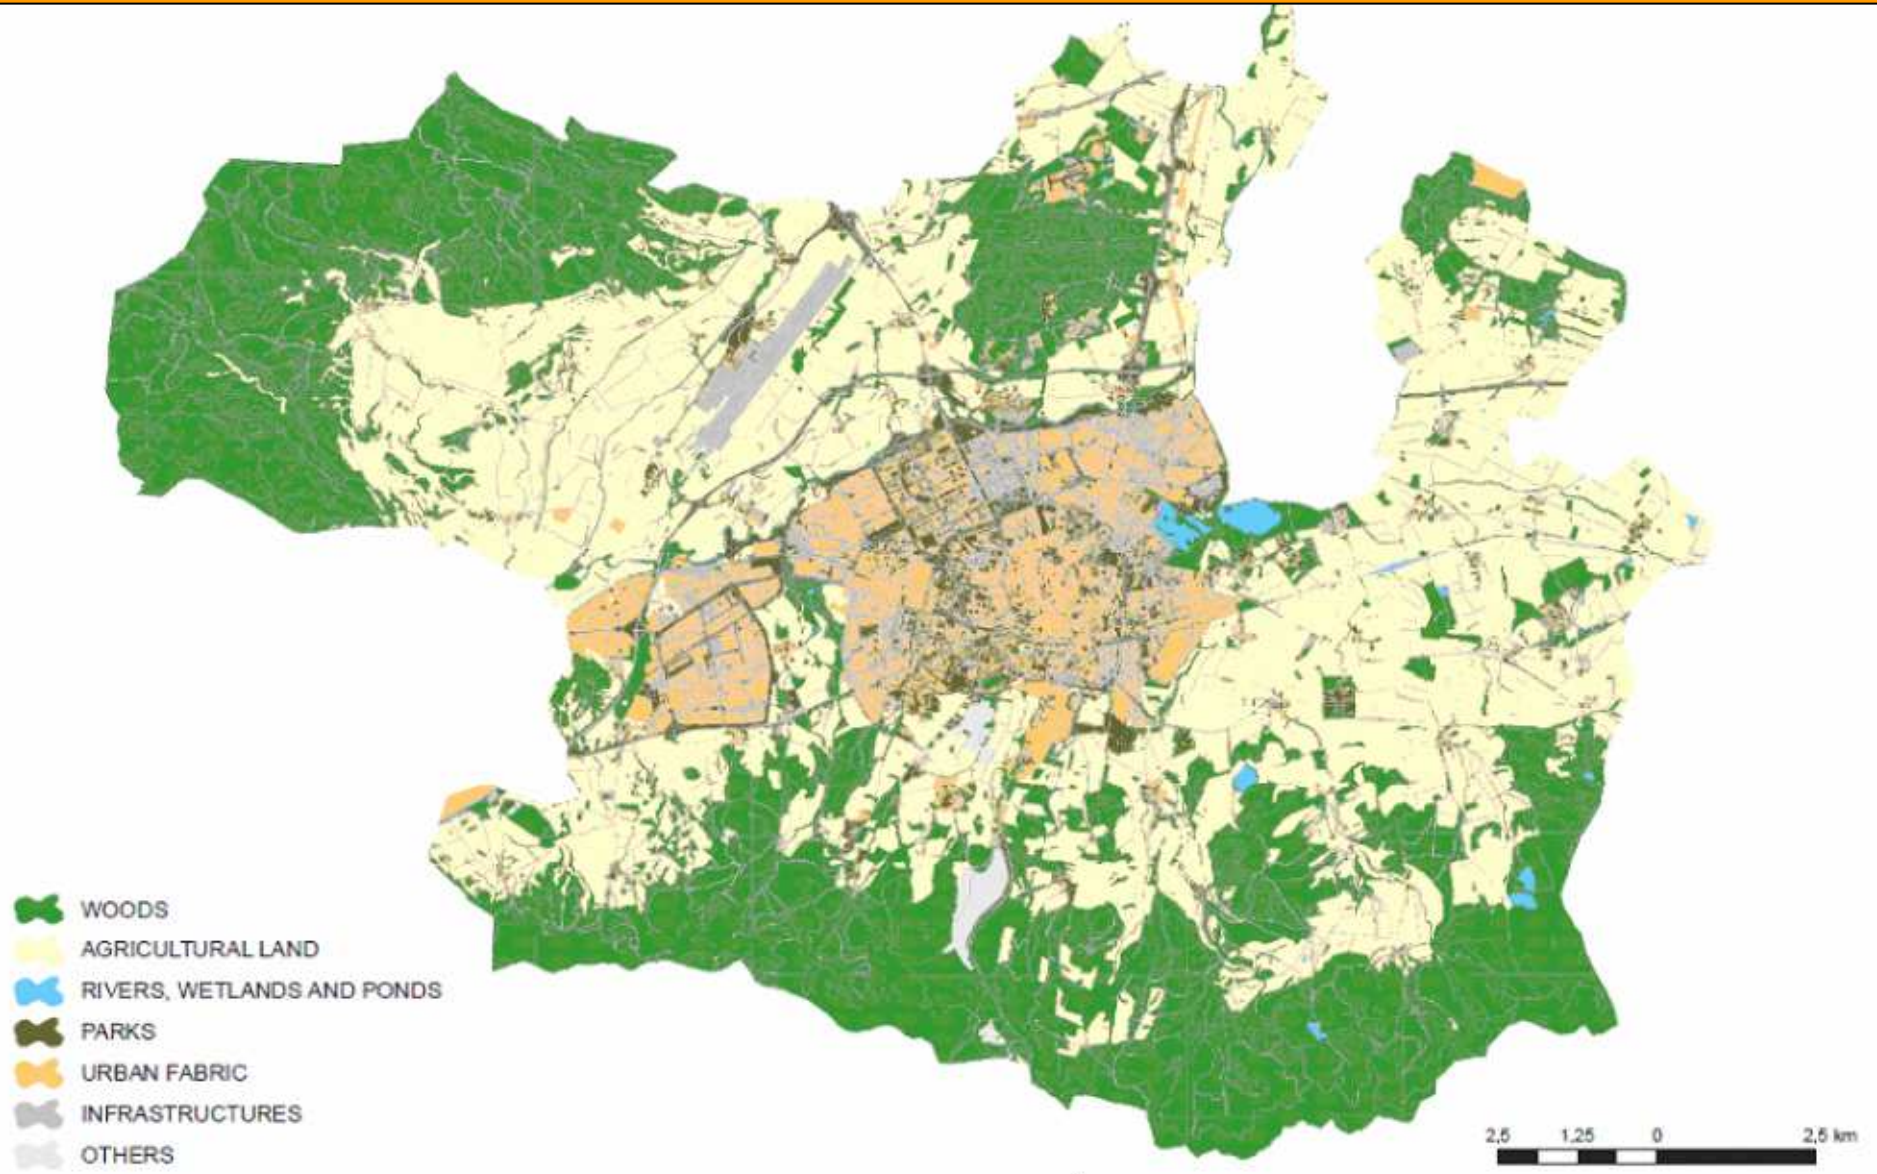 WOODS
AGRICULTURAL LAND
RIVERS, WETLANDS AND PONDS
PARKS
URBAN FABRIC
INFRASTRUCTURES
OTHERS
2,5 1,25 0 2,5 km